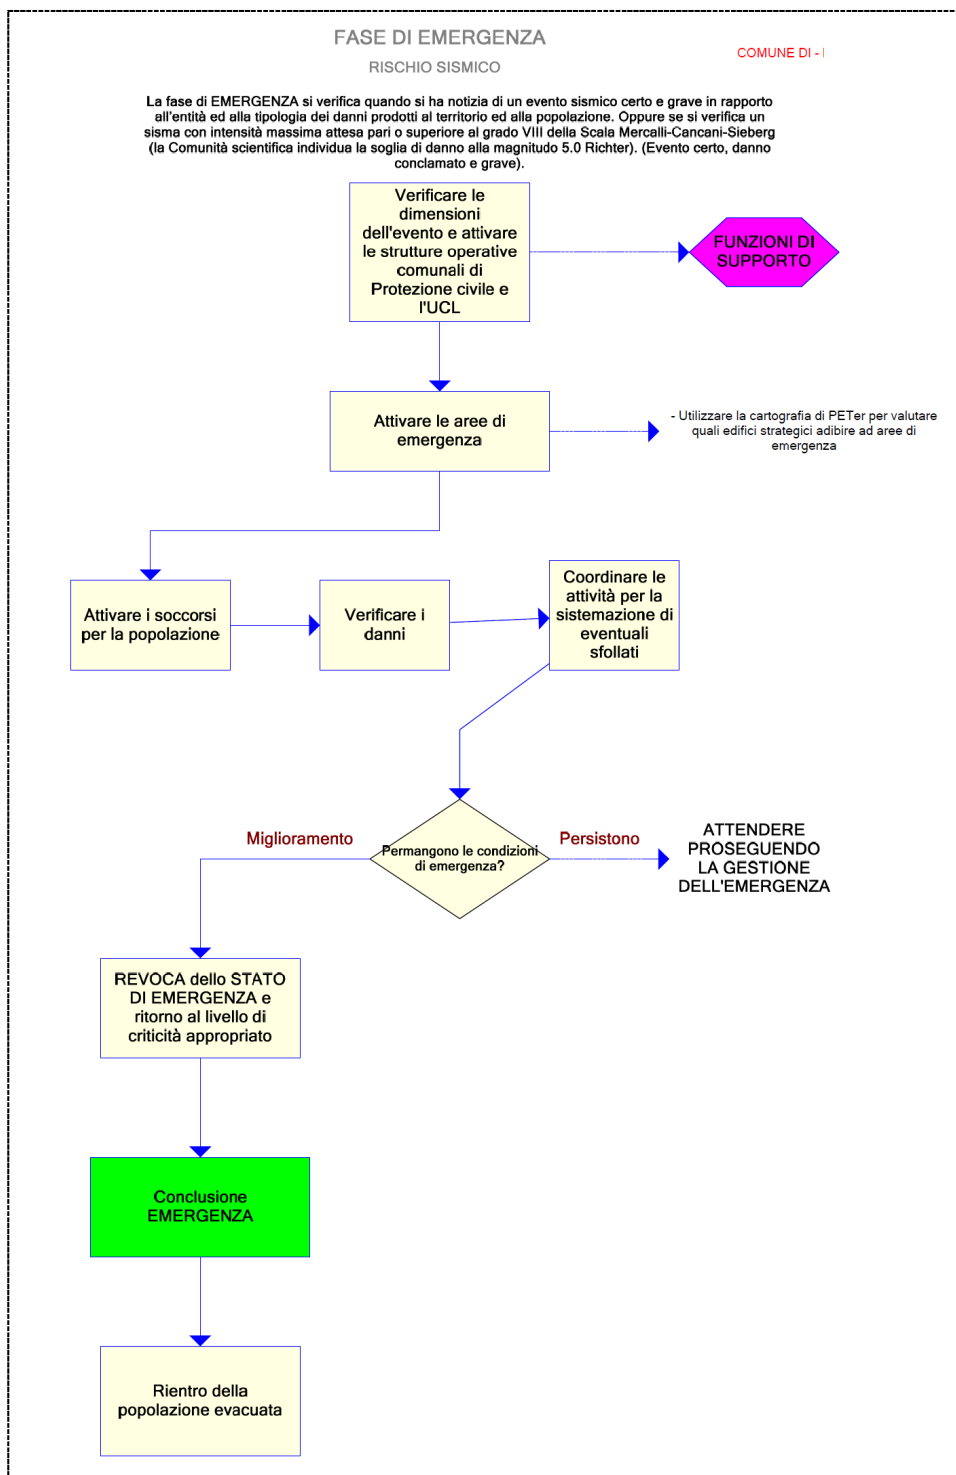 FASE DI EMERGENZA
RISCHIO SISMICO
COMUNE DI -
La fase di EMERGENZA si verifica quando si ha notizia di un evento sismico certo e grave in rapporto
all'entità ed alla tipologia dei danni prodotti al territorio ed alla popolazione. Oppure se si verifica un
sisma con intensità massima attesa pari o superiore al grado VIII della Scala Mercalli-Cancani-Sieberg
(la Comunità scientifica individua la soglia di danno alla magnitudo 5.0 Richter). (Evento certo, danno
conclamato e grave).
Verificare le
dimensioni
dell'evento e attivare
le strutture operative
comunali di
Protezione civile e
l'UCL
FUNZIONI DI
SUPPORTO
Attivare le aree di
emergenza
- Utilizzare la cartografia di PETer per valutare
quali edifici strategici adibire ad aree di
emergenza
Attivare i soccorsi
per la popolazione
Verificare i
danni
Coordinare le
attività per la
sistemazione di
eventuali
sfollati
Miglioramento
Permangono le condizioni
di emergenza?
Persistono
ATTENDERE
PROSEGUENDO
LA GESTIONE
DELL'EMERGENZA
REVOCA dello STATO
DI EMERGENZA e
ritorno al livello di
criticità appropriato
Conclusione
EMERGENZA
Rientro della
popolazione evacuata